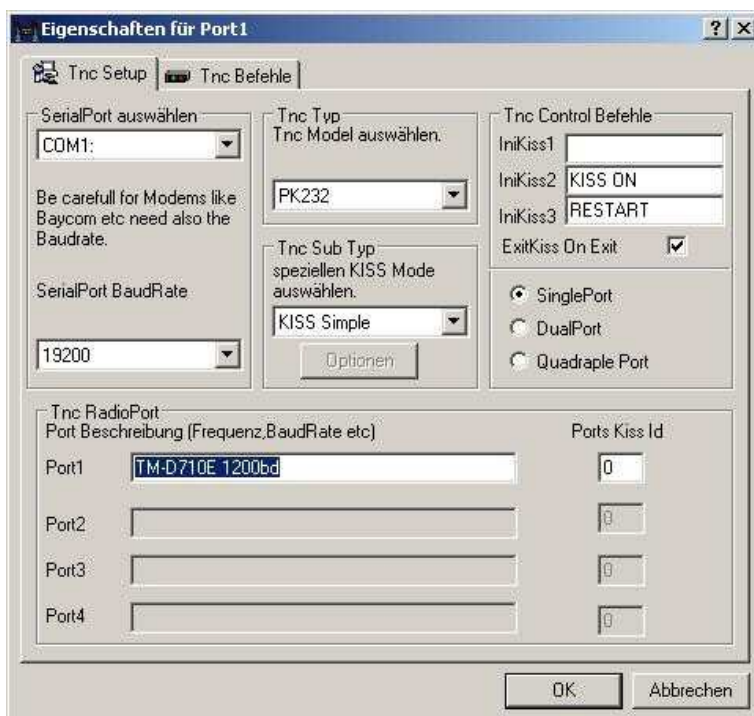 Eigenschaften für Port1
Tnc Setup
Tnc Befehle
SerialPort auswählen
COM1:
Be carefull for Modems like
Baycom etc need also the
Baudrate.
SerialPort BaudRate
19200
Tnc Typ
Tnc Model auswählen.
PK232
Tnc Sub Typ
speziellen KISS Mode
auswählen.
KISS Simple
Optionen
Tnc Control Befehle
IniKiss1
IniKiss2 KISS ON
IniKiss3 RESTART
ExitKiss On Exit
SinglePort
DualPort
Quadraple Port
Tnc RadioPort
Port Beschreibung (Frequenz,BaudRate etc) Ports Kiss Id
Port1 TM-D710E 1200bd 0
Port2 0
Port3 0
Port4 0
OK Abbrechen